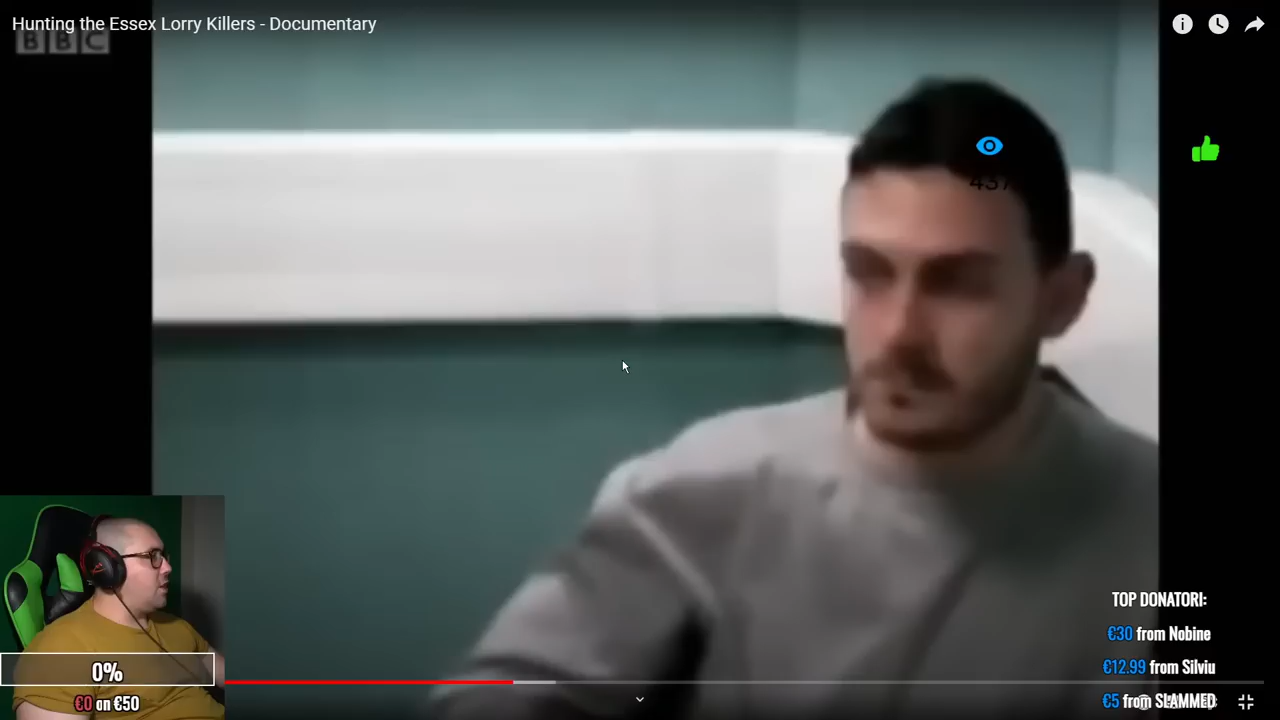 Hunting the Essex Lorry Killers - Documentary
BBC
437
TOP DONATORI:
€30 from Nobine
€12.99 from Silviu
€5 from SLAMMED
0%
€0 on €50